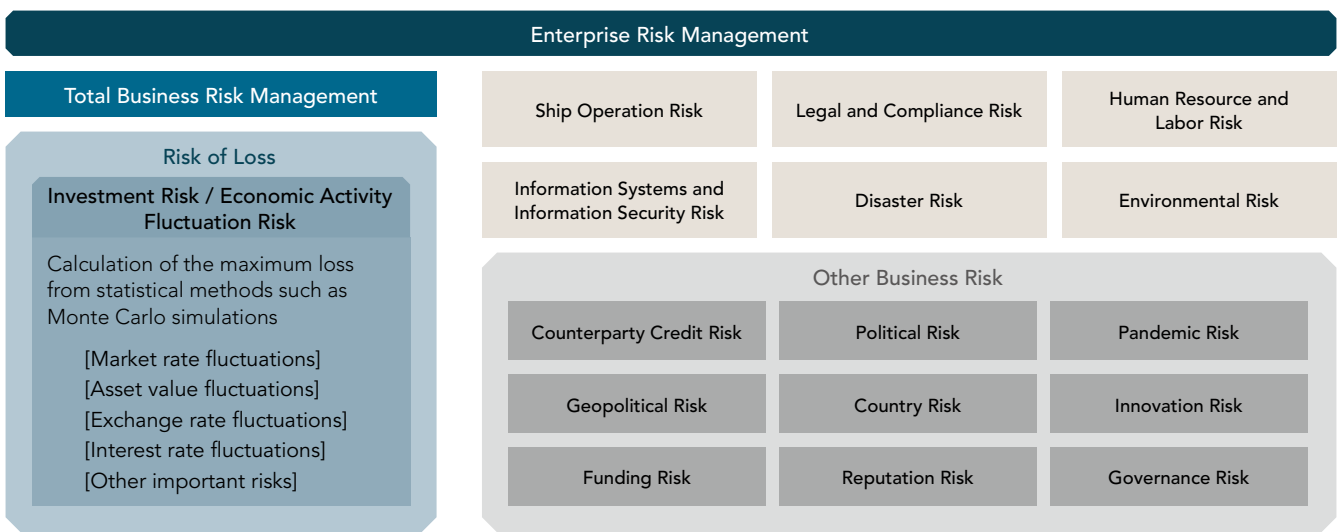 Enterprise Risk Management
Total Business Risk Management
Risk of Loss
Investment Risk / Economic Activity
Fluctuation Risk
Calculation of the maximum loss
from statistical methods such as
Monte Carlo simulations
[Market rate fluctuations]
[Asset value fluctuations]
[Exchange rate fluctuations]
[Interest rate fluctuations]
[Other important risks]
Ship Operation Risk
Legal and Compliance Risk
Human Resource and
Labor Risk
Information Systems and
Information Security Risk
Disaster Risk
Environmental Risk
Other Business Risk
Counterparty Credit Risk
Political Risk
Pandemic Risk
Geopolitical Risk
Country Risk
Innovation Risk
Funding Risk
Reputation Risk
Governance Risk